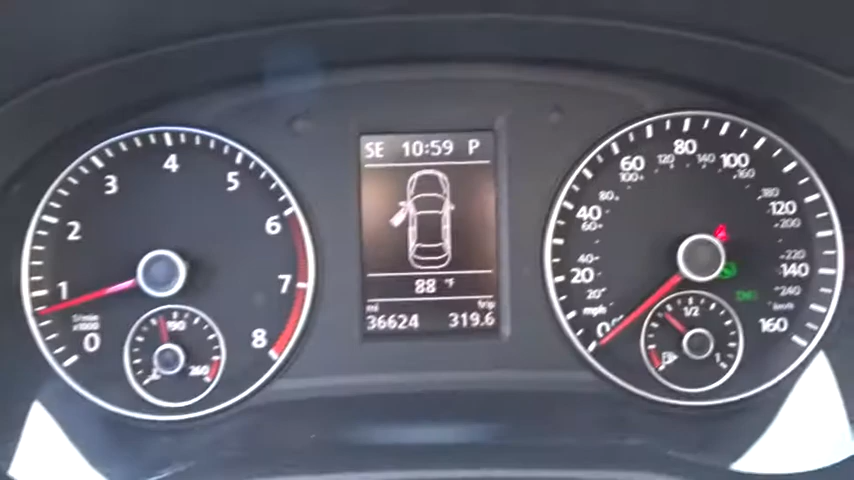 SE 10:59 P
88 °F
mi trip
36624 319.6
0 1 2 3 4 5 6 7 8
1/min
x1000
190 260
0 20 40 60 80 100 120 140 160
mph
20 40 60 80 100 120 140 160 180 200 220 240
km/h
1/2 1